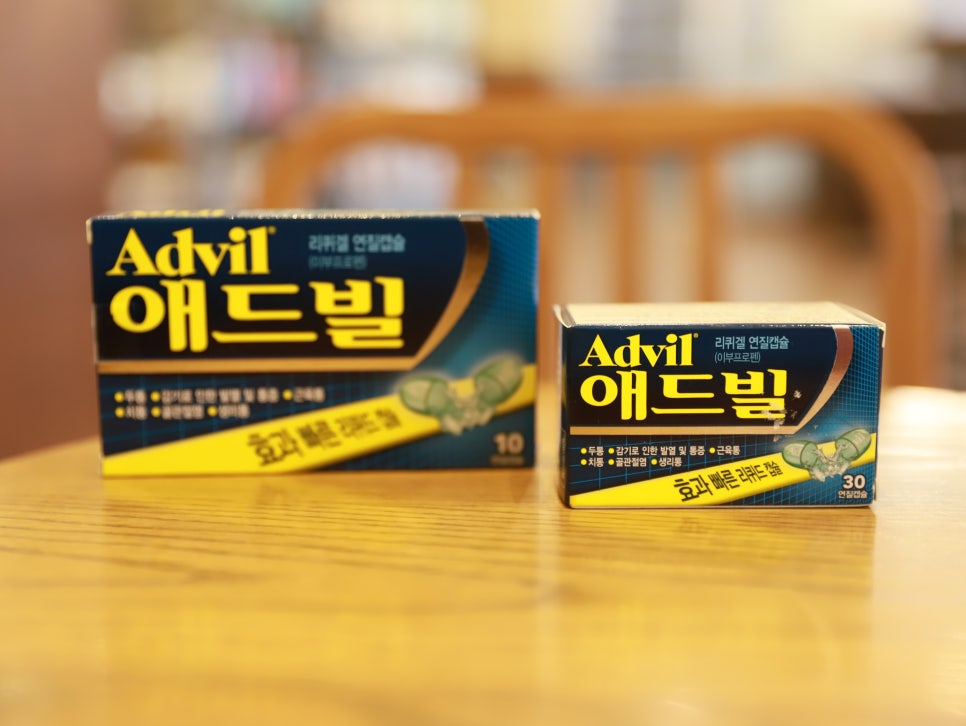 Advil
리퀴겔 연질캡슐
(이부프로펜)
애드빌
●두통 ●감기로 인한 발열 및 통증 ●근육통
●치통 ●골관절염 ●생리통
효과 빠른 리퀴드 캡슐
10
Advil
리퀴겔 연질캡슐
(이부프로펜)
애드빌
●두통 ●감기로 인한 발열 및 통증 ●근육통
●치통 ●골관절염 ●생리통
효과 빠른 리퀴드 캡슐
30
연질캡슐